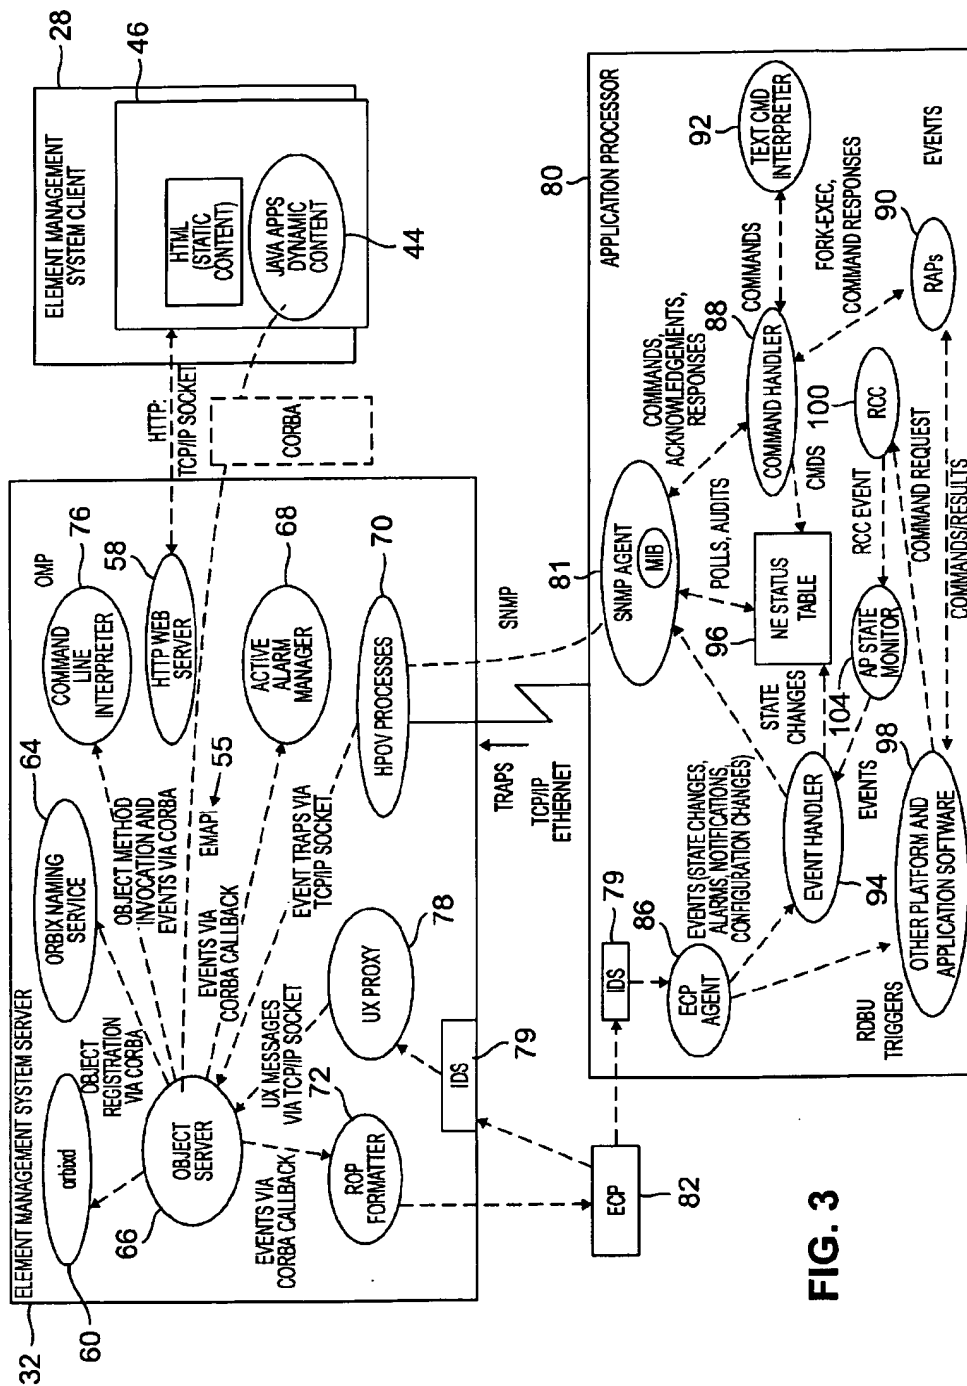 32
ELEMENT MANAGEMENT SYSTEM SERVER
60
orbixd
OBJECT
REGISTRATION
VIA CORBA
64
ORBIX NAMING
SERVICE
OBJECT METHOD
INVOCATION AND
EVENTS VIA CORBA
OMP
76
COMMAND
LINE
INTERPRETER
58
HTTP WEB
SERVER
66
OBJECT
SERVER
EMAPI
55
EVENTS VIA
CORBA CALLBACK
68
ACTIVE
ALARM
MANAGER
EVENTS VIA
CORBA CALLBACK
72
ROP
FORMATTER
UX MESSAGES
VIA TCP/IP SOCKET
UX PROXY
78
EVENT TRAPS VIA
TCP/IP SOCKET
70
HPOV PROCESSES
IDS
79
HTTP:
TCP/IP SOCKET
CORBA
28
ELEMENT MANAGEMENT
SYSTEM CLIENT
46
HTML
(STATIC
CONTENT)
JAVA APPS
DYNAMIC
CONTENT
44
TRAPS
TCP/IP
ETHERNET
SNMP
ECP
82
79
IDS
80
APPLICATION PROCESSOR
81
SNMP AGENT
MIB
86
ECP
AGENT
EVENTS (STATE CHANGES,
ALARMS, NOTIFICATIONS,
CONFIGURATION CHANGES)
COMMANDS,
ACKNOWLEDGEMENTS,
RESPONSES
POLLS, AUDITS
88
COMMAND HANDLER
COMMANDS
92
TEXT CMD
INTERPRETER
96
NE STATUS
TABLE
CMDS
STATE
CHANGES
EVENT HANDLER
94
EVENTS
104
AP STATE
MONITOR
RCC EVENT
100
RCC
FORK-EXEC,
COMMAND RESPONSES
90
RAPs
EVENTS
RDBU
TRIGGERS
98
OTHER PLATFORM AND
APPLICATION SOFTWARE
COMMAND REQUEST
COMMANDS/RESULTS
FIG. 3